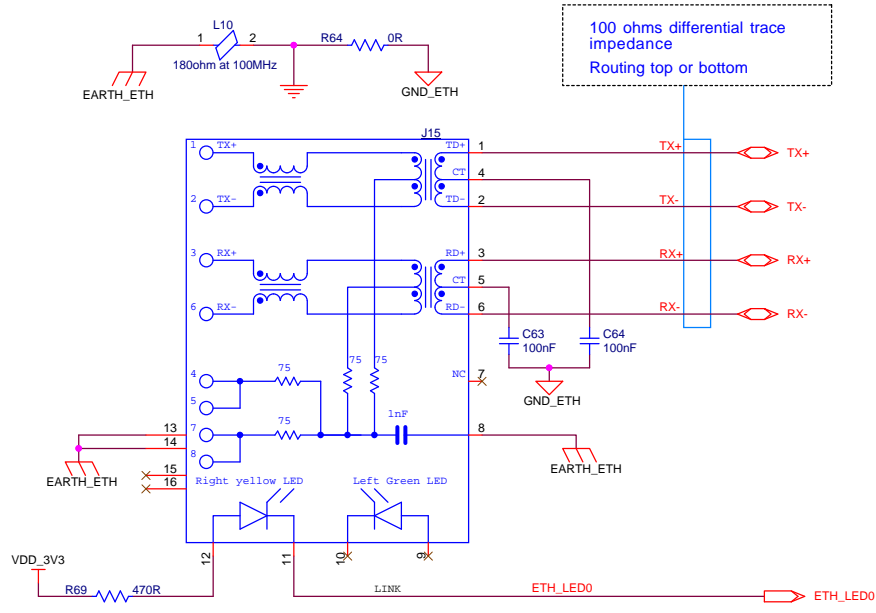 L10
1
2
180ohm at 100MHz
EARTH_ETH
R64
0R
GND_ETH
100 ohms differential trace
impedance
Routing top or bottom
J15
1
TX+
TD+
1
TX+
TX+
CT
4
2
TX-
TD-
2
TX-
TX-
3
RX+
RD+
3
RX+
RX+
CT
5
6
RX-
RD-
6
RX-
RX-
C63
100nF
C64
100nF
GND_ETH
75
75
4
75
NC
7
5
13
7
75
1nF
8
14
8
EARTH_ETH
EARTH_ETH
15
16
Right yellow LED
Left Green LED
12
11
10
9
VDD_3V3
R69
470R
LINK
ETH_LED0
ETH_LED0